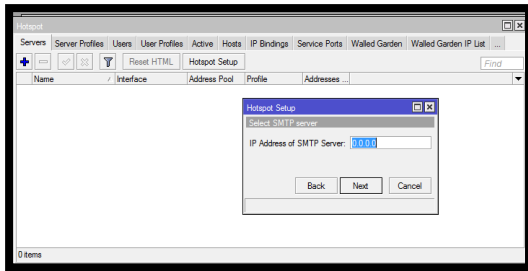 Hotspot
Servers Server Profiles Users User Profiles Active Hosts IP Bindings Service Ports Walled Garden Walled Garden IP List ...
Reset HTML Hotspot Setup Find
Name Interface Address Pool Profile Addresses ...
Hotspot Setup
Select SMTP server
IP Address of SMTP Server: 0.0.0.0
Back Next Cancel
0 items